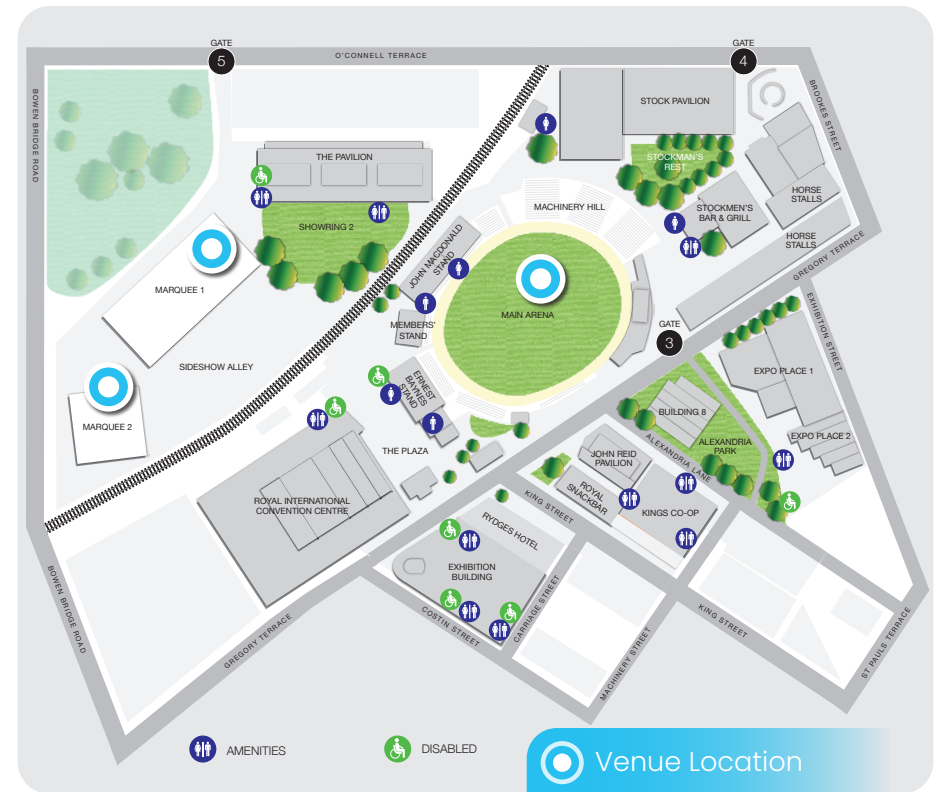 GATE
5
O'CONNELL TERRACE
GATE
4
BOWEN BRIDGE ROAD
BROOKES STREET
STOCK PAVILION
THE PAVILION
STOCKMAN'S
REST
HORSE
STALLS
MACHINERY HILL
STOCKMEN'S
BAR & GRILL
SHOWRING 2
HORSE
STALLS
GREGORY TERRACE
JOHN MACDONALD
STAND
MARQUEE 1
MAIN ARENA
EXHIBITION STREET
MEMBERS'
STAND
GATE
3
SIDESHOW ALLEY
EXPO PLACE 1
ERNEST
BAYNES
STAND
BUILDING 8
MARQUEE 2
ALEXANDRIA
PARK
EXPO PLACE 2
ALEXANDRIA LANE
THE PLAZA
JOHN REID
PAVILION
ROYAL
SNACKBAR
ROYAL INTERNATIONAL
CONVENTION CENTRE
KING STREET
KINGS CO-OP
RYDGES HOTEL
EXHIBITION
BUILDING
BOWEN BRIDGE ROAD
GREGORY TERRACE
COSTIN STREET
CARRIAGE STREET
MACHINERY STREET
KING STREET
ST PAULS TERRACE
AMENITIES
DISABLED
Venue Location